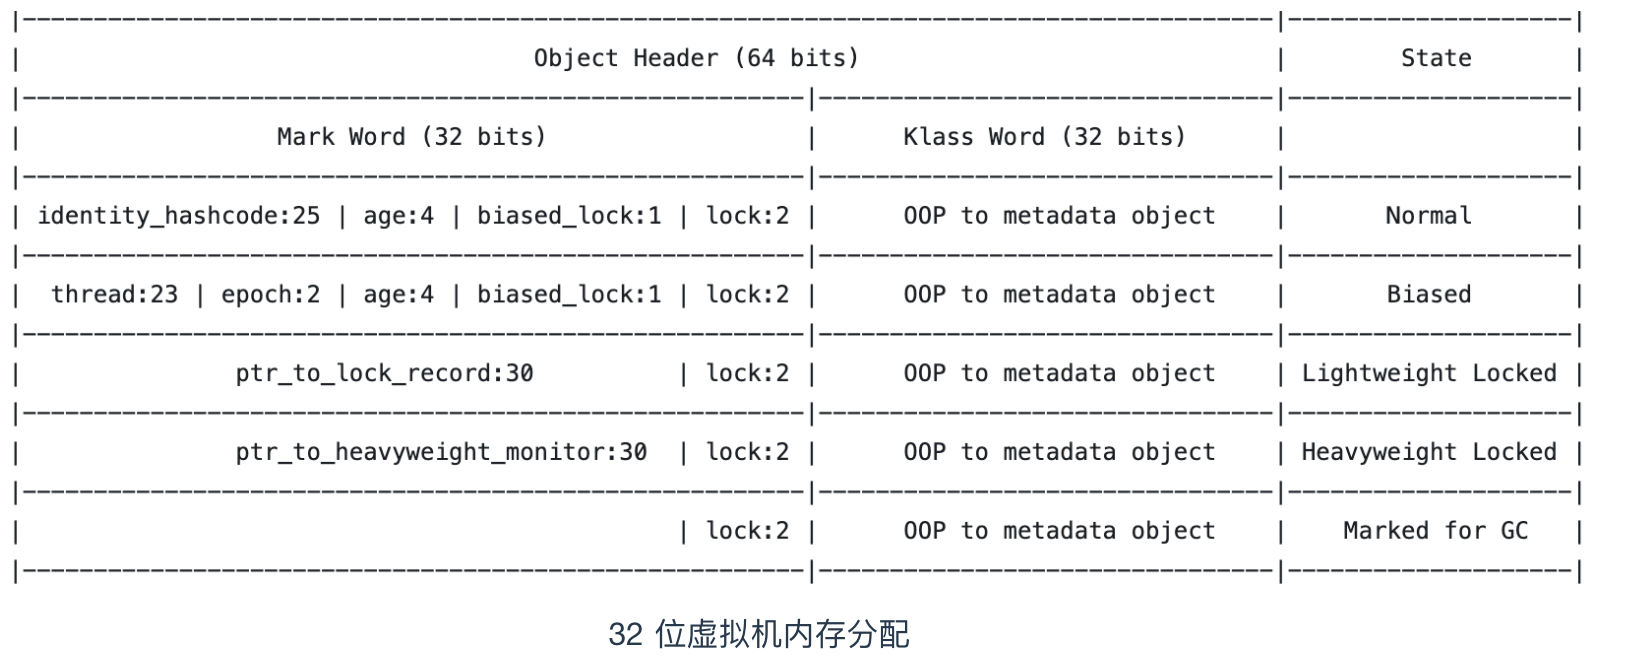 |-----------------------------------------------------------------------------------------|--------------------|
| Object Header (64 bits) | State |
|-------------------------------------------------------|---------------------------------|--------------------|
| Mark Word (32 bits) | Klass Word (32 bits) | |
|-------------------------------------------------------|---------------------------------|--------------------|
| identity_hashcode:25 | age:4 | biased_lock:1 | lock:2 | OOP to metadata object | Normal |
|-------------------------------------------------------|---------------------------------|--------------------|
| thread:23 | epoch:2 | age:4 | biased_lock:1 | lock:2 | OOP to metadata object | Biased |
|-------------------------------------------------------|---------------------------------|--------------------|
| ptr_to_lock_record:30 | lock:2 | OOP to metadata object | Lightweight Locked |
|-------------------------------------------------------|---------------------------------|--------------------|
| ptr_to_heavyweight_monitor:30 | lock:2 | OOP to metadata object | Heavyweight Locked |
|-------------------------------------------------------|---------------------------------|--------------------|
| | lock:2 | OOP to metadata object | Marked for GC |
|-------------------------------------------------------|---------------------------------|--------------------|
32 位虚拟机内存分配